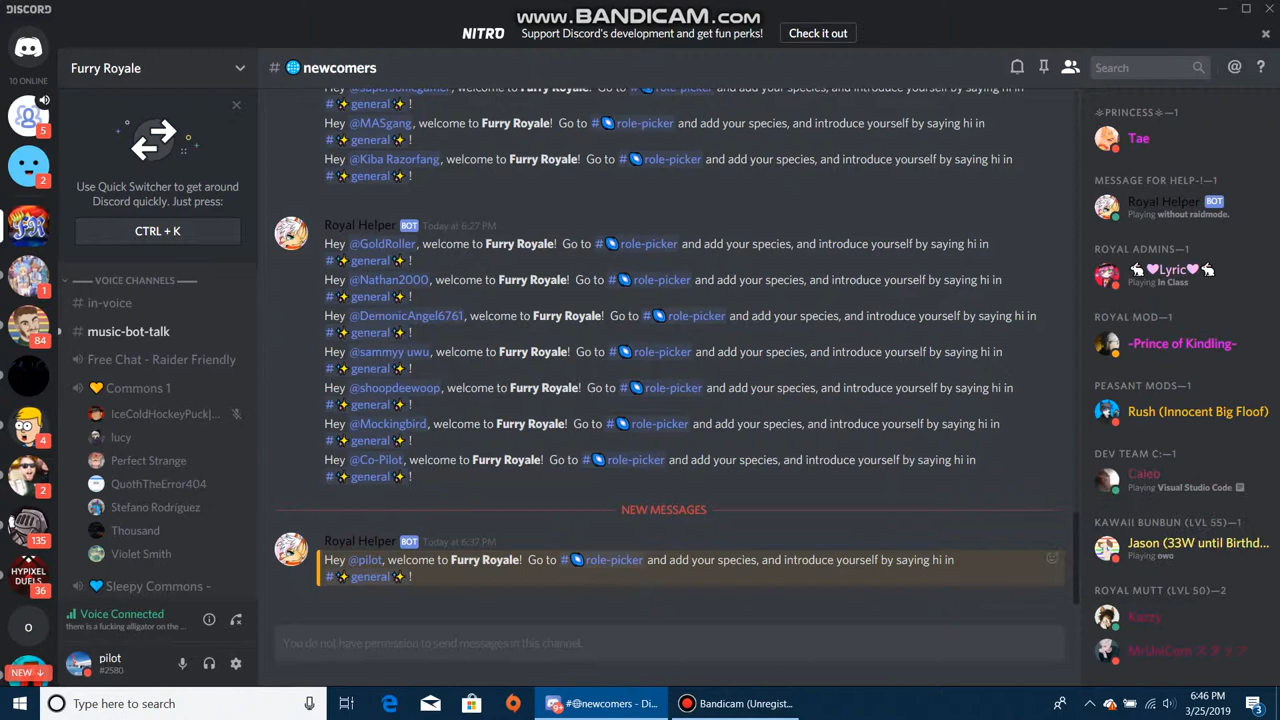 DISCORD
www.BANDICAM.com
NITRO Support Discord's development and get fun perks! Check it out
Furry Royale
# newcomers
Search
10 ONLINE
5
2
1
84
4
2
135
HYPIXEL
DUELS
36
o
NEW ↓
Use Quick Switcher to get around
Discord quickly. Just press:
CTRL + K
VOICE CHANNELS
# in-voice
# music-bot-talk
Free Chat - Raider Friendly
Commons 1
IceColdHockeyPuck|...
lucy
Perfect Strange
QuothTheError404
Stefano Rodriguez
Thousand
Violet Smith
Sleepy Commons -
Voice Connected
there is a fucking alligator on the ...
pilot
#2580
Hey @supersonicgamer, welcome to Furry Royale! Go to # role-picker and add your species, and introduce yourself by saying hi in
# general !
Hey @MASgang, welcome to Furry Royale! Go to # role-picker and add your species, and introduce yourself by saying hi in
# general !
Hey @Kiba Razorfang, welcome to Furry Royale! Go to # role-picker and add your species, and introduce yourself by saying hi in
# general !
Royal Helper BOT Today at 6:27 PM
Hey @GoldRoller, welcome to Furry Royale! Go to # role-picker and add your species, and introduce yourself by saying hi in
# general !
Hey @Nathan2000, welcome to Furry Royale! Go to # role-picker and add your species, and introduce yourself by saying hi in
# general !
Hey @DemonicAngel6761, welcome to Furry Royale! Go to # role-picker and add your species, and introduce yourself by saying hi in
# general !
Hey @sammyy uwu, welcome to Furry Royale! Go to # role-picker and add your species, and introduce yourself by saying hi in
# general !
Hey @shoopdeewoop, welcome to Furry Royale! Go to # role-picker and add your species, and introduce yourself by saying hi in
# general !
Hey @Mockingbird, welcome to Furry Royale! Go to # role-picker and add your species, and introduce yourself by saying hi in
# general !
Hey @Co-Pilot, welcome to Furry Royale! Go to # role-picker and add your species, and introduce yourself by saying hi in
# general !
NEW MESSAGES
Royal Helper BOT Today at 6:37 PM
Hey @pilot, welcome to Furry Royale! Go to # role-picker and add your species, and introduce yourself by saying hi in
# general !
You do not have permission to send messages in this channel.
PRINCESS—1
Tae
MESSAGE FOR HELP~!—1
Royal Helper BOT
Playing without raidmode.
ROYAL ADMINS—1
Lyric
Playing In Class
ROYAL MOD—1
~Prince of Kindling~
PEASANT MODS—1
Rush (Innocent Big Floof)
DEV TEAM C:—1
Caleb
Playing Visual Studio Code
KAWAII BUNBUN (LVL 55)—1
Jason (33W until Birthd...
Playing owo
ROYAL MUTT (LVL 50)—2
Type here to search
#newcomers - Di...
Bandicam (Unregist...
6:46 PM
3/25/2019
3